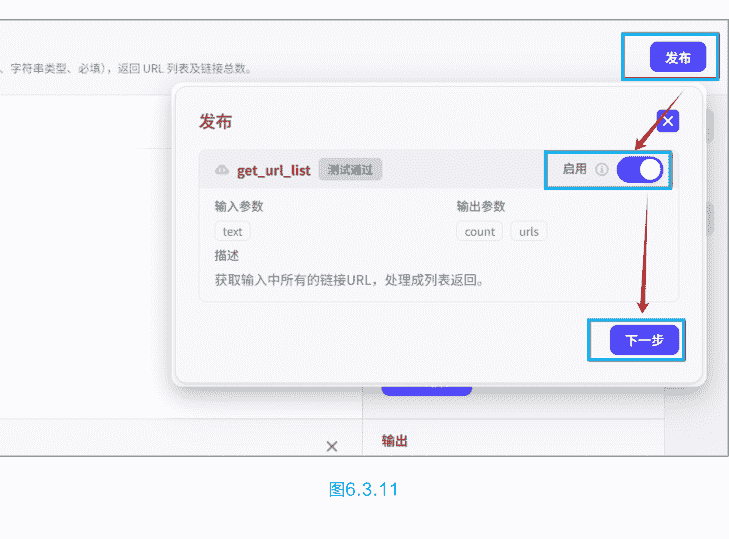 发布
、字符串类型、必填），返回 URL 列表及链接总数。
发布
get_url_list 测试通过 启用
输入参数 输出参数
text count urls
描述
获取输入中所有的链接URL，处理成列表返回。
下一步
输出
图6.3.11